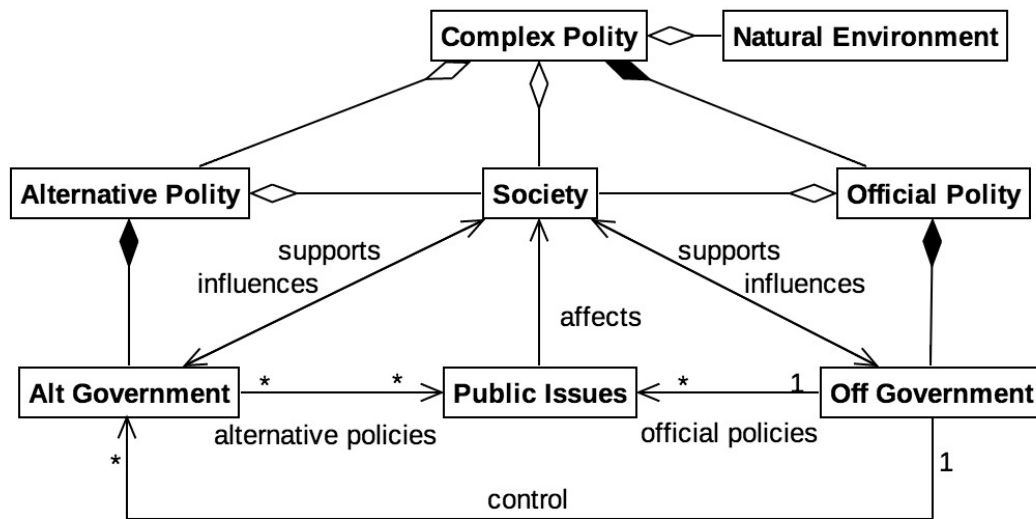 Complex Polity
Natural Environment
Alternative Polity
Society
Official Polity
supports
influences
supports
influences
affects
Alt Government
*
*
Public Issues
*
1
Off Government
alternative policies
official policies
*
1
control